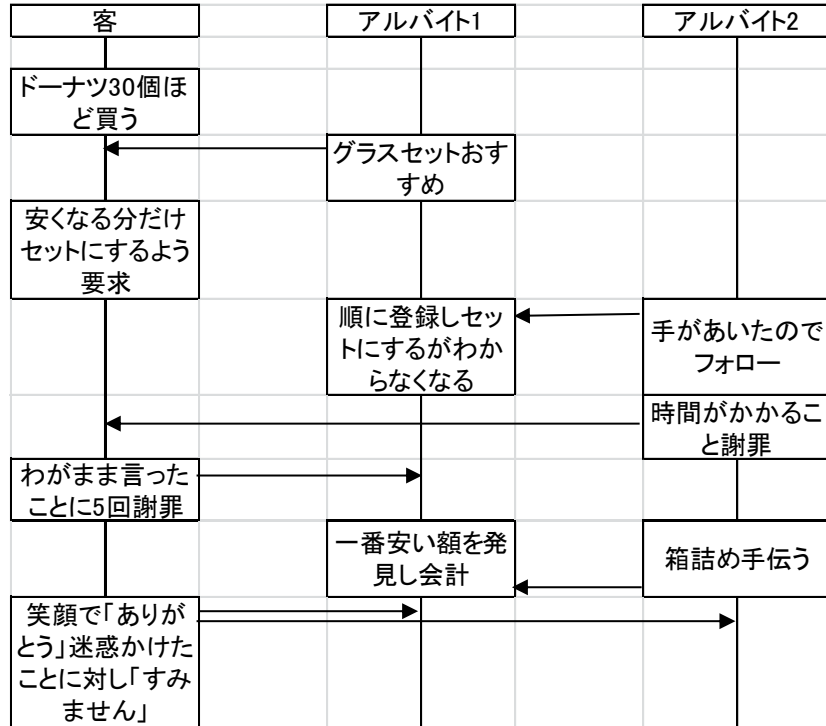 客
アルバイト1
アルバイト2
ドーナツ30個ほ
ど買う
グラスセットおす
すめ
安くなる分だけ
セットにするよう
要求
順に登録しセッ
トにするがわか
らなくなる
手があいたので
フォロー
時間がかかるこ
と謝罪
わがまま言った
ことに5回謝罪
一番安い額を発
見し会計
箱詰め手伝う
笑顔で「ありが
とう」迷惑かけた
ことに対し「すみ
ません」